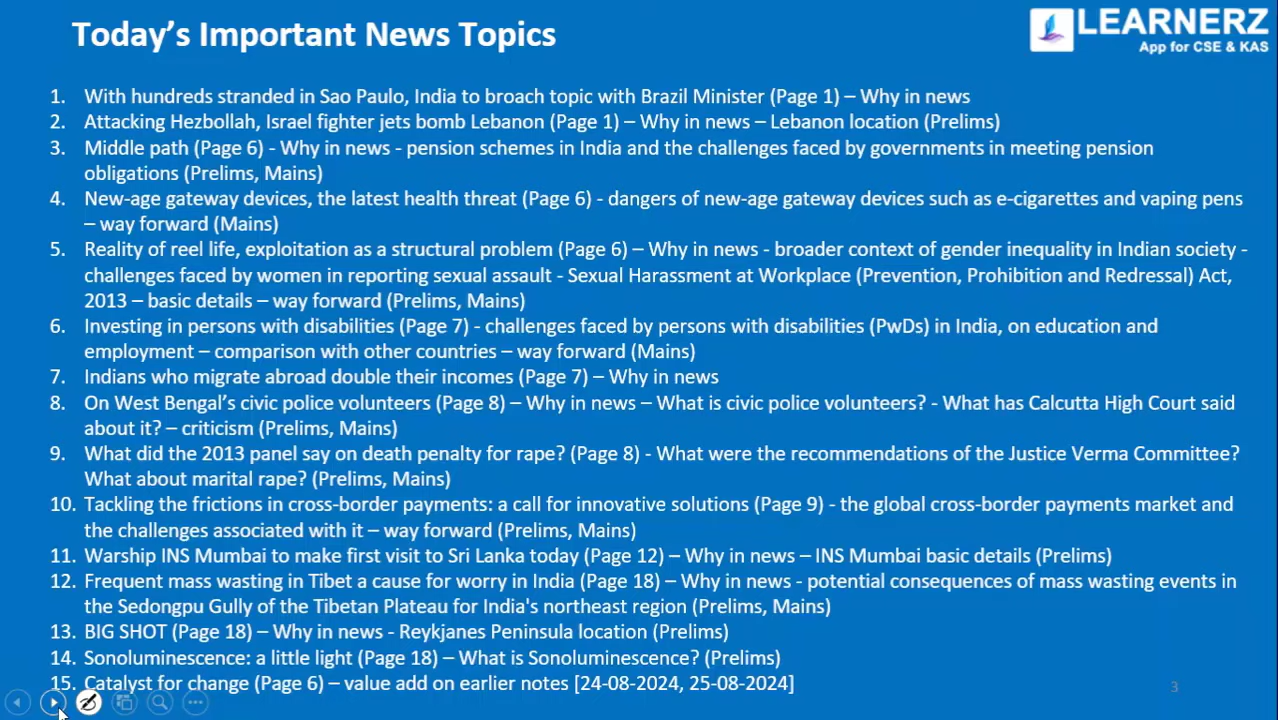 Today's Important News Topics
LEARNERZ
App for CSE & KAS
1. With hundreds stranded in Sao Paulo, India to broach topic with Brazil Minister (Page 1) – Why in news
2. Attacking Hezbollah, Israel fighter jets bomb Lebanon (Page 1) – Why in news – Lebanon location (Prelims)
3. Middle path (Page 6) - Why in news - pension schemes in India and the challenges faced by governments in meeting pension
obligations (Prelims, Mains)
4. New-age gateway devices, the latest health threat (Page 6) - dangers of new-age gateway devices such as e-cigarettes and vaping pens
– way forward (Mains)
5. Reality of reel life, exploitation as a structural problem (Page 6) – Why in news - broader context of gender inequality in Indian society -
challenges faced by women in reporting sexual assault - Sexual Harassment at Workplace (Prevention, Prohibition and Redressal) Act,
2013 – basic details – way forward (Prelims, Mains)
6. Investing in persons with disabilities (Page 7) - challenges faced by persons with disabilities (PwDs) in India, on education and
employment – comparison with other countries – way forward (Mains)
7. Indians who migrate abroad double their incomes (Page 7) – Why in news
8. On West Bengal's civic police volunteers (Page 8) – Why in news – What is civic police volunteers? - What has Calcutta High Court said
about it? – criticism (Prelims, Mains)
9. What did the 2013 panel say on death penalty for rape? (Page 8) - What were the recommendations of the Justice Verma Committee?
What about marital rape? (Prelims, Mains)
10. Tackling the frictions in cross-border payments: a call for innovative solutions (Page 9) - the global cross-border payments market and
the challenges associated with it – way forward (Prelims, Mains)
11. Warship INS Mumbai to make first visit to Sri Lanka today (Page 12) – Why in news – INS Mumbai basic details (Prelims)
12. Frequent mass wasting in Tibet a cause for worry in India (Page 18) – Why in news - potential consequences of mass wasting events in
the Sedongpu Gully of the Tibetan Plateau for India's northeast region (Prelims, Mains)
13. BIG SHOT (Page 18) – Why in news - Reykjanes Peninsula location (Prelims)
14. Sonoluminescence: a little light (Page 18) – What is Sonoluminescence? (Prelims)
15. Catalyst for change (Page 6) – value add on earlier notes [24-08-2024, 25-08-2024]
3